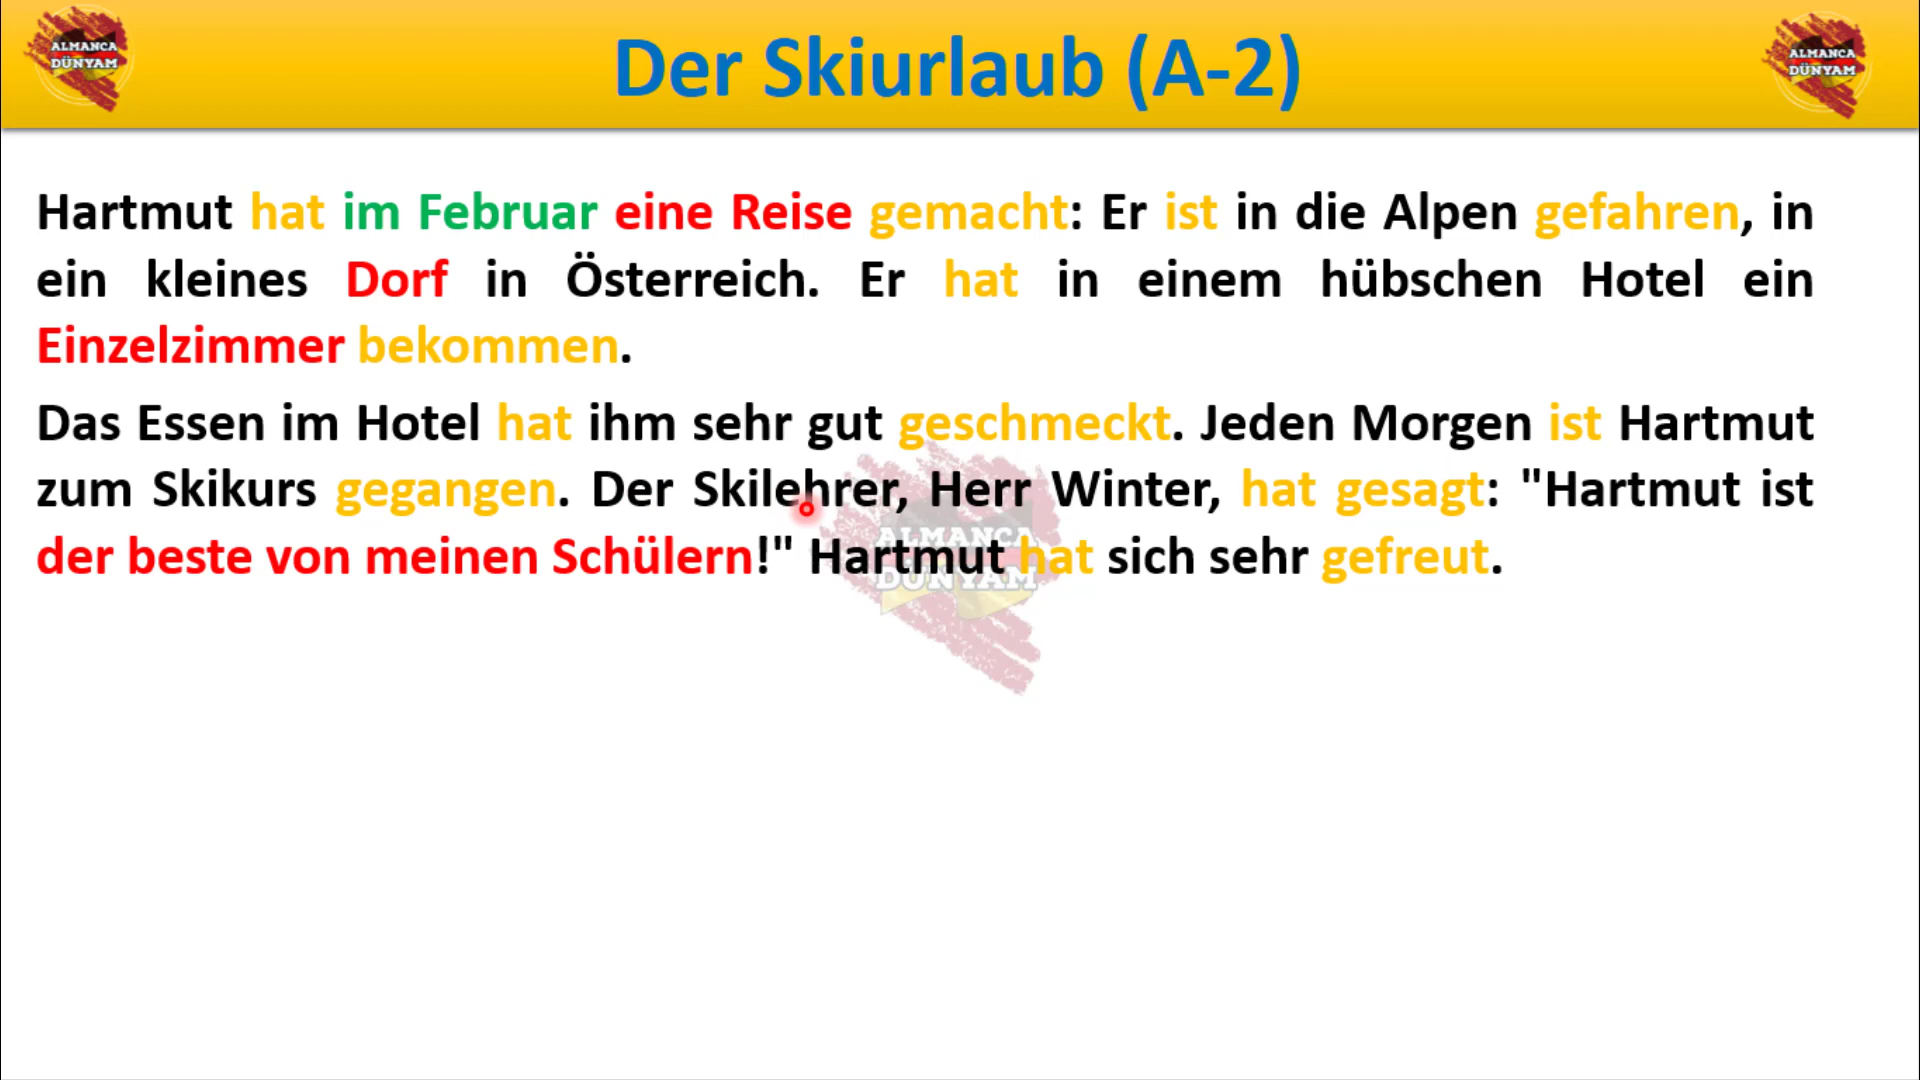 ALMANCA
DÜNYAM
Der Skiurlaub (A-2)
ALMANCA
DÜNYAM
Hartmut hat im Februar eine Reise gemacht: Er ist in die Alpen gefahren, in
ein kleines Dorf in Österreich. Er hat in einem hübschen Hotel ein
Einzelzimmer bekommen.
Das Essen im Hotel hat ihm sehr gut geschmeckt. Jeden Morgen ist Hartmut
zum Skikurs gegangen. Der Skilehrer, Herr Winter, hat gesagt: "Hartmut ist
der beste von meinen Schülern!" Hartmut hat sich sehr gefreut.
ALMANCA
DÜNYAM